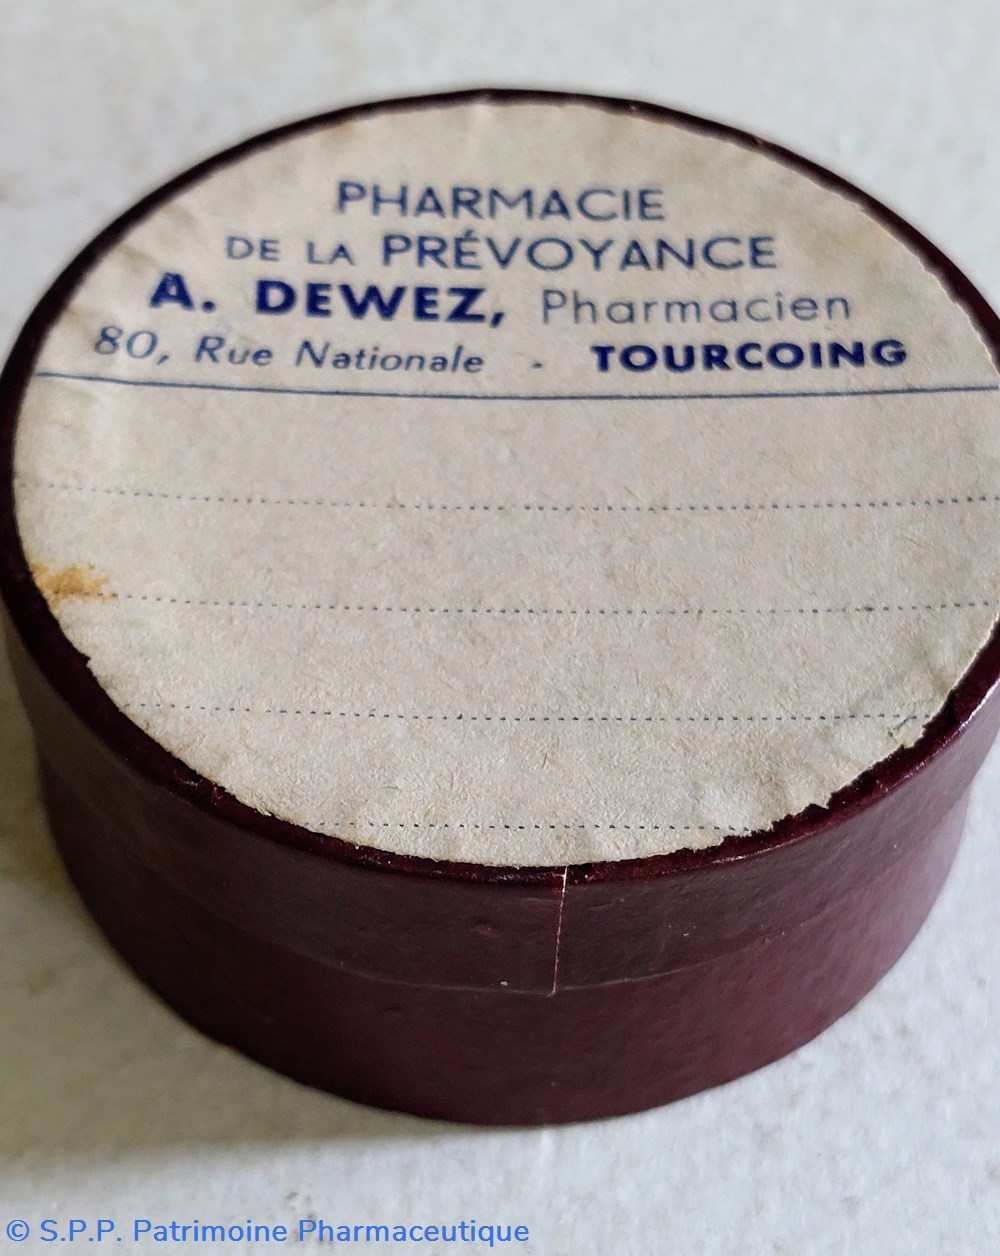 PHARMACIE
DE LA PRÉVOYANCE
A. DEWEZ, Pharmacien
80, Rue Nationale - TOURCOING
© S.P.P. Patrimoine Pharmaceutique